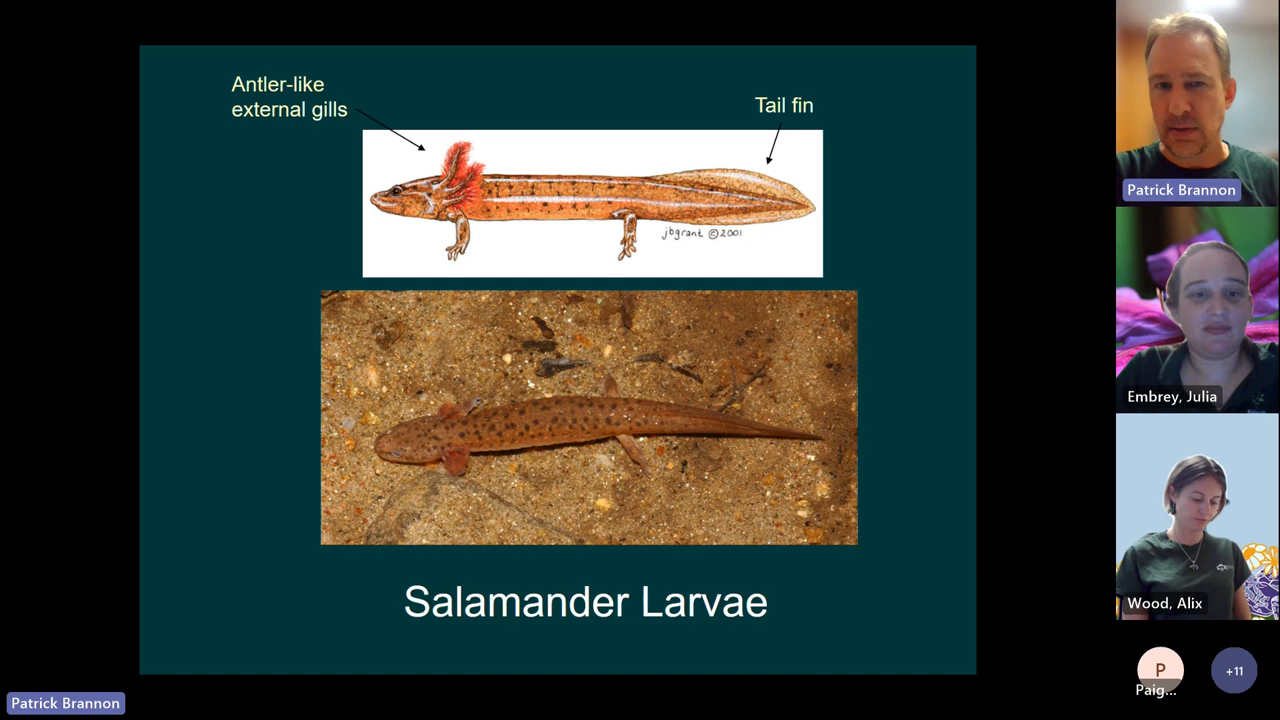 Antler-like
external gills
Tail fin
jbgrant ©2001
Salamander Larvae
Patrick Brannon
Patrick Brannon
Embrey, Julia
Wood, Alix
P
Paig...
+11